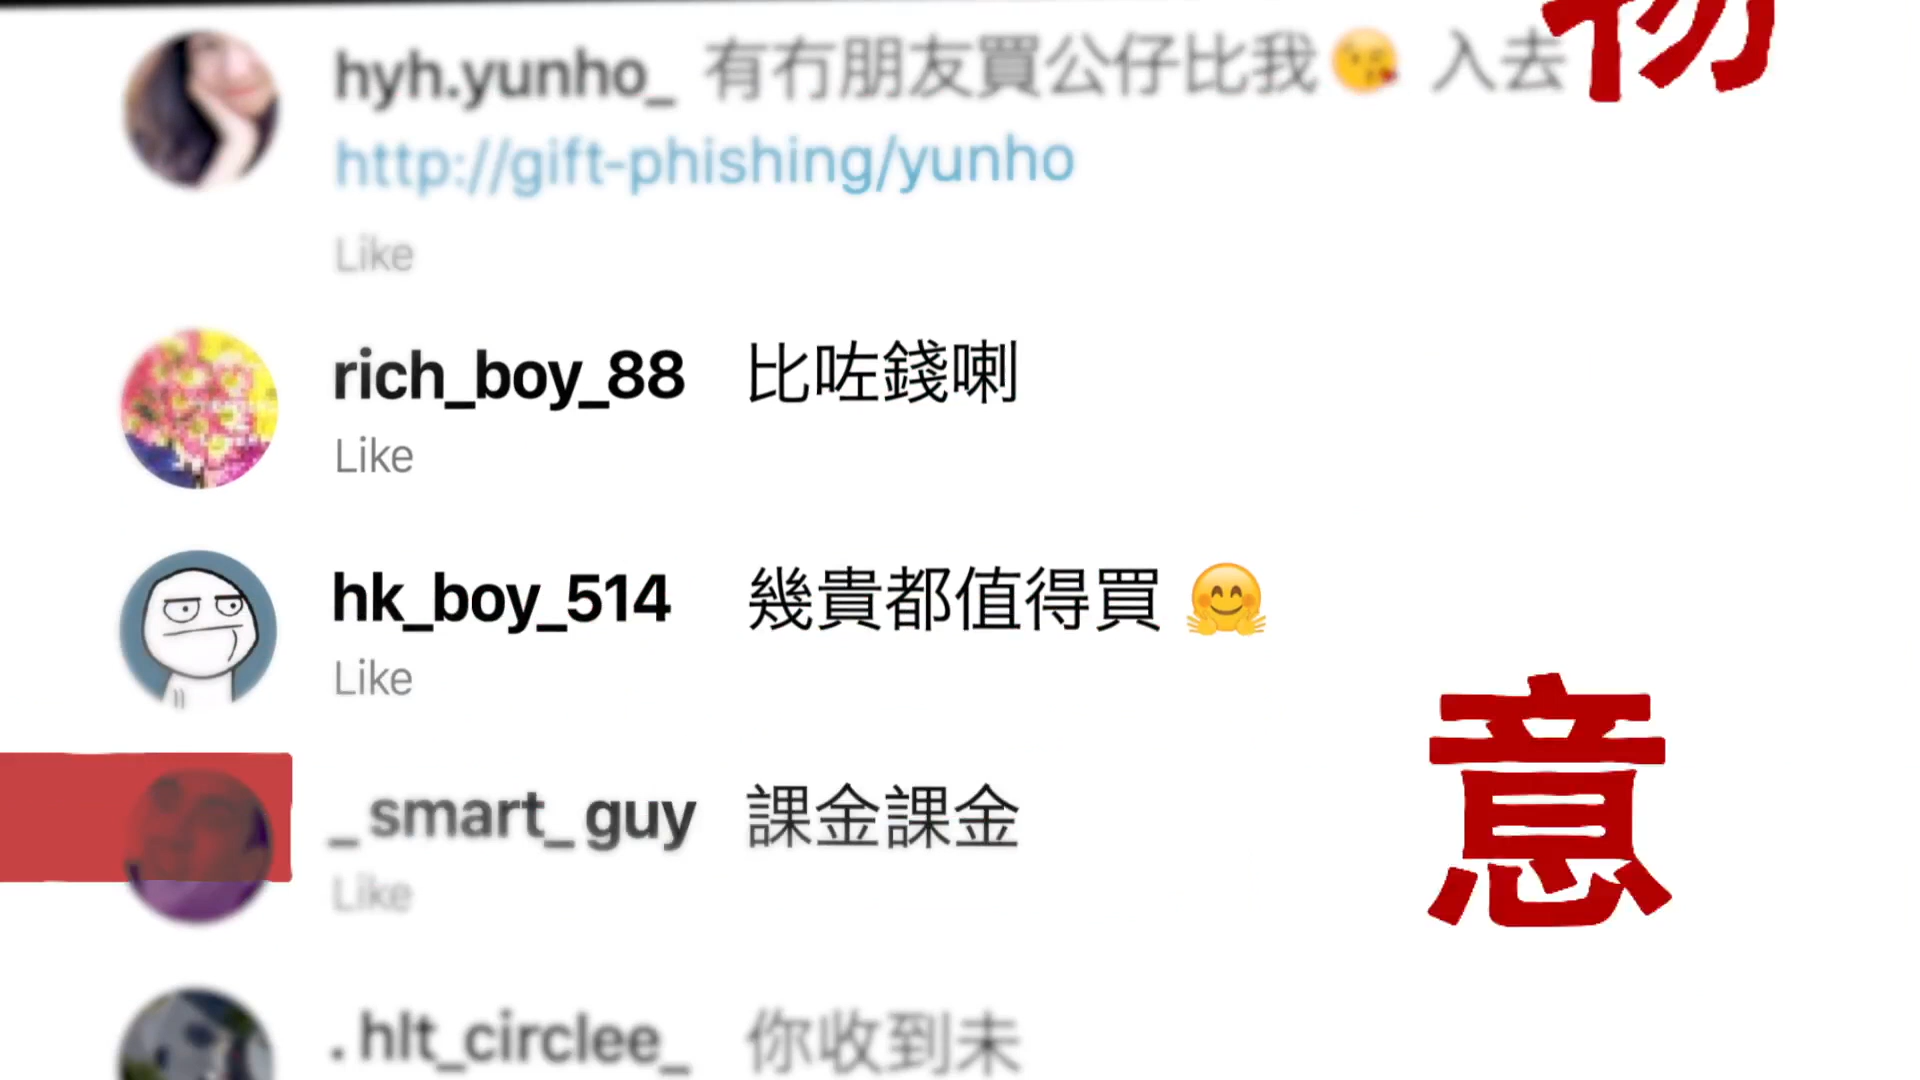 hyh.yunho_ 有冇朋友買公仔比我😘 入去
http://gift-phishing/yunho
Like
rich_boy_88 比咗錢喇
Like
hk_boy_514 幾貴都值得買 🤗
Like
_smart_guy 課金課金
Like
意
.hlt_circlee_ 你收到未